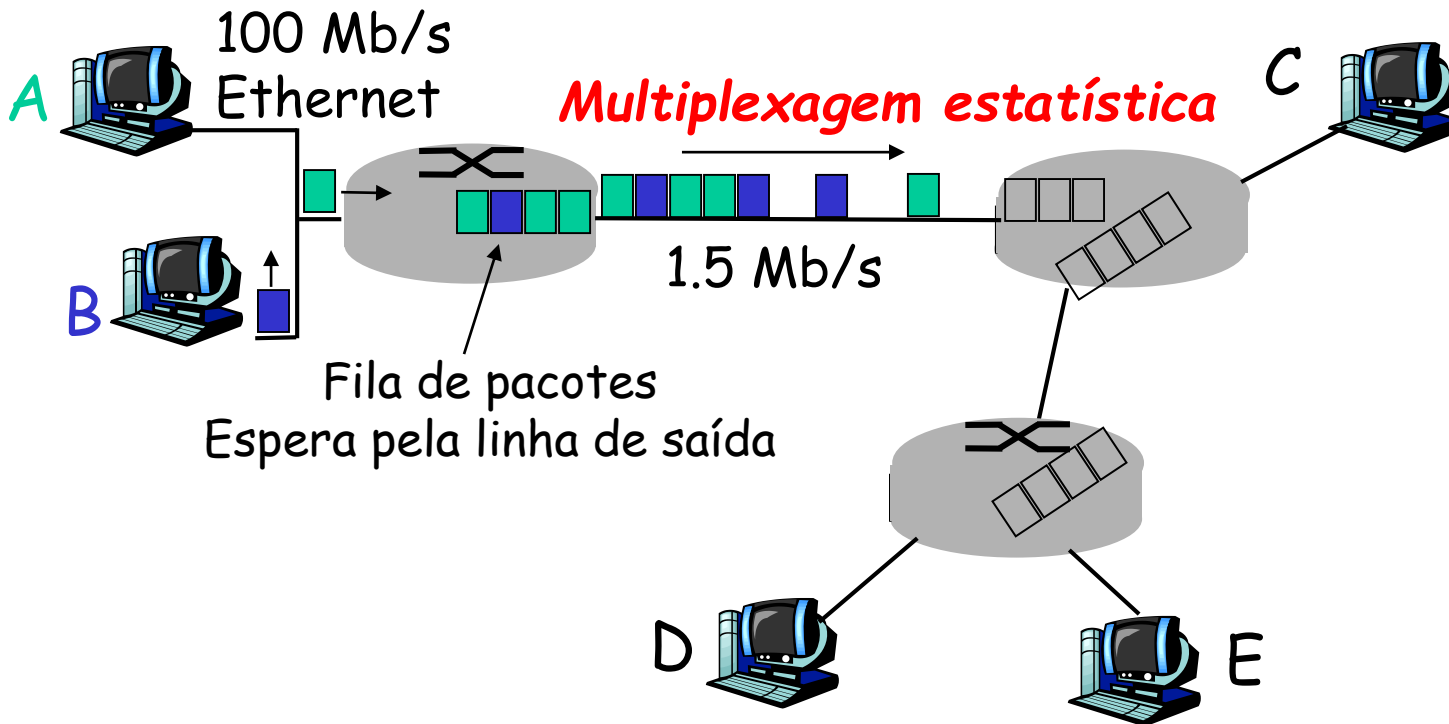 100 Mb/s
Ethernet
A
Multiplexagem estatística
C
B
1.5 Mb/s
Fila de pacotes
Espera pela linha de saída
D
E